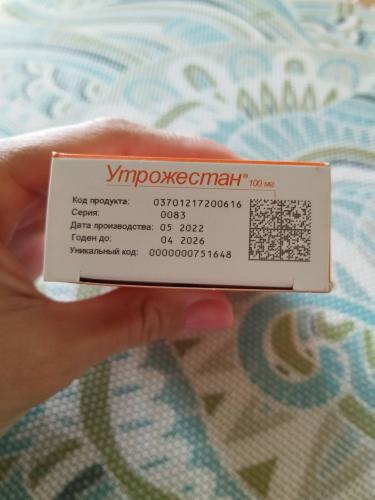 Утрожестан® 100 мг
Код продукта: 03701217200616
Серия: 0083
Дата производства: 05 2022
Годен до: 04 2026
Уникальный код: 0000000751648